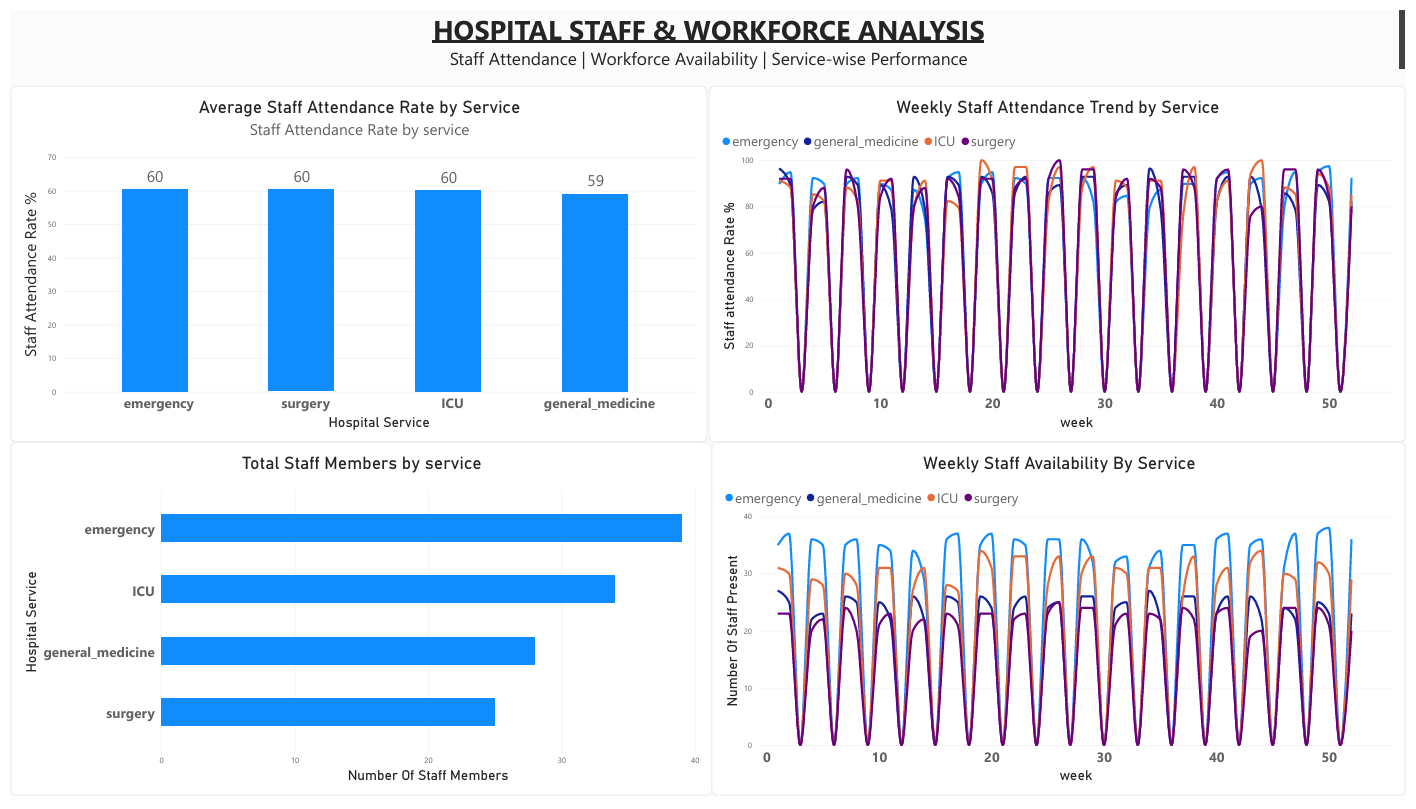 HOSPITAL STAFF & WORKFORCE ANALYSIS
Staff Attendance | Workforce Availability | Service-wise Performance
Average Staff Attendance Rate by Service
Staff Attendance Rate by service
Staff Attendance Rate %
70
60
50
40
30
20
10
0
60
60
60
59
emergency
surgery
ICU
general_medicine
Hospital Service
Weekly Staff Attendance Trend by Service
emergency general_medicine ICU surgery
Staff attendance Rate %
100
80
60
40
20
0
0 10 20 30 40 50
week
Total Staff Members by service
Hospital Service
emergency
ICU
general_medicine
surgery
0 10 20 30 40
Number Of Staff Members
Weekly Staff Availability By Service
emergency general_medicine ICU surgery
Number Of Staff Present
40
30
20
10
0
0 10 20 30 40 50
week